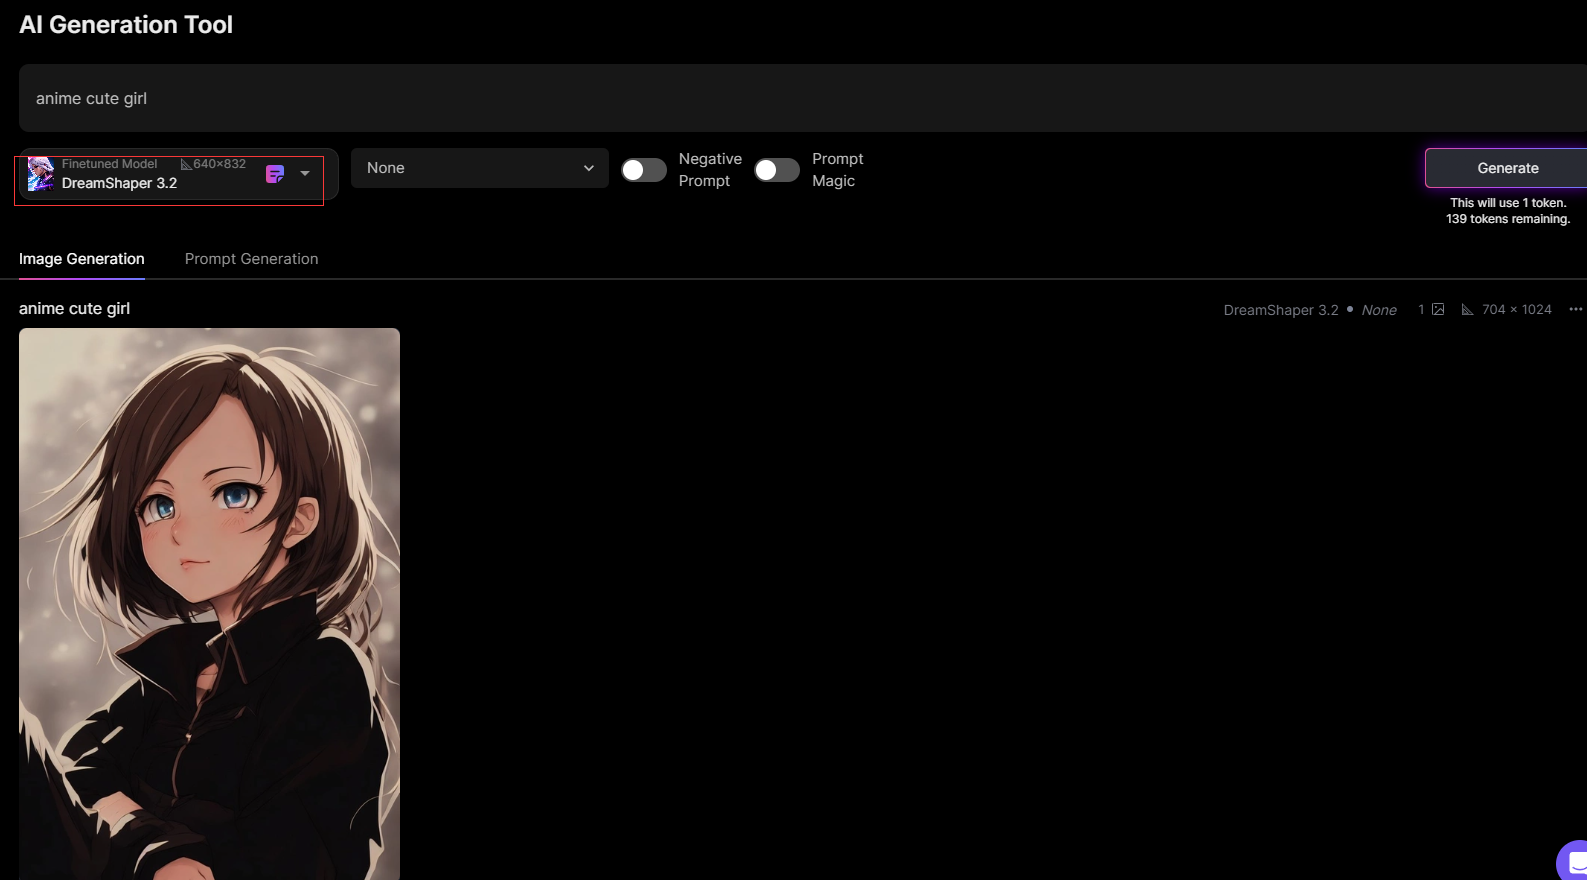 AI Generation Tool
anime cute girl
Finetuned Model 640×832
DreamShaper 3.2
None
Negative
Prompt
Prompt
Magic
Generate
This will use 1 token.
139 tokens remaining.
Image Generation Prompt Generation
anime cute girl
DreamShaper 3.2 • None 1 704 × 1024